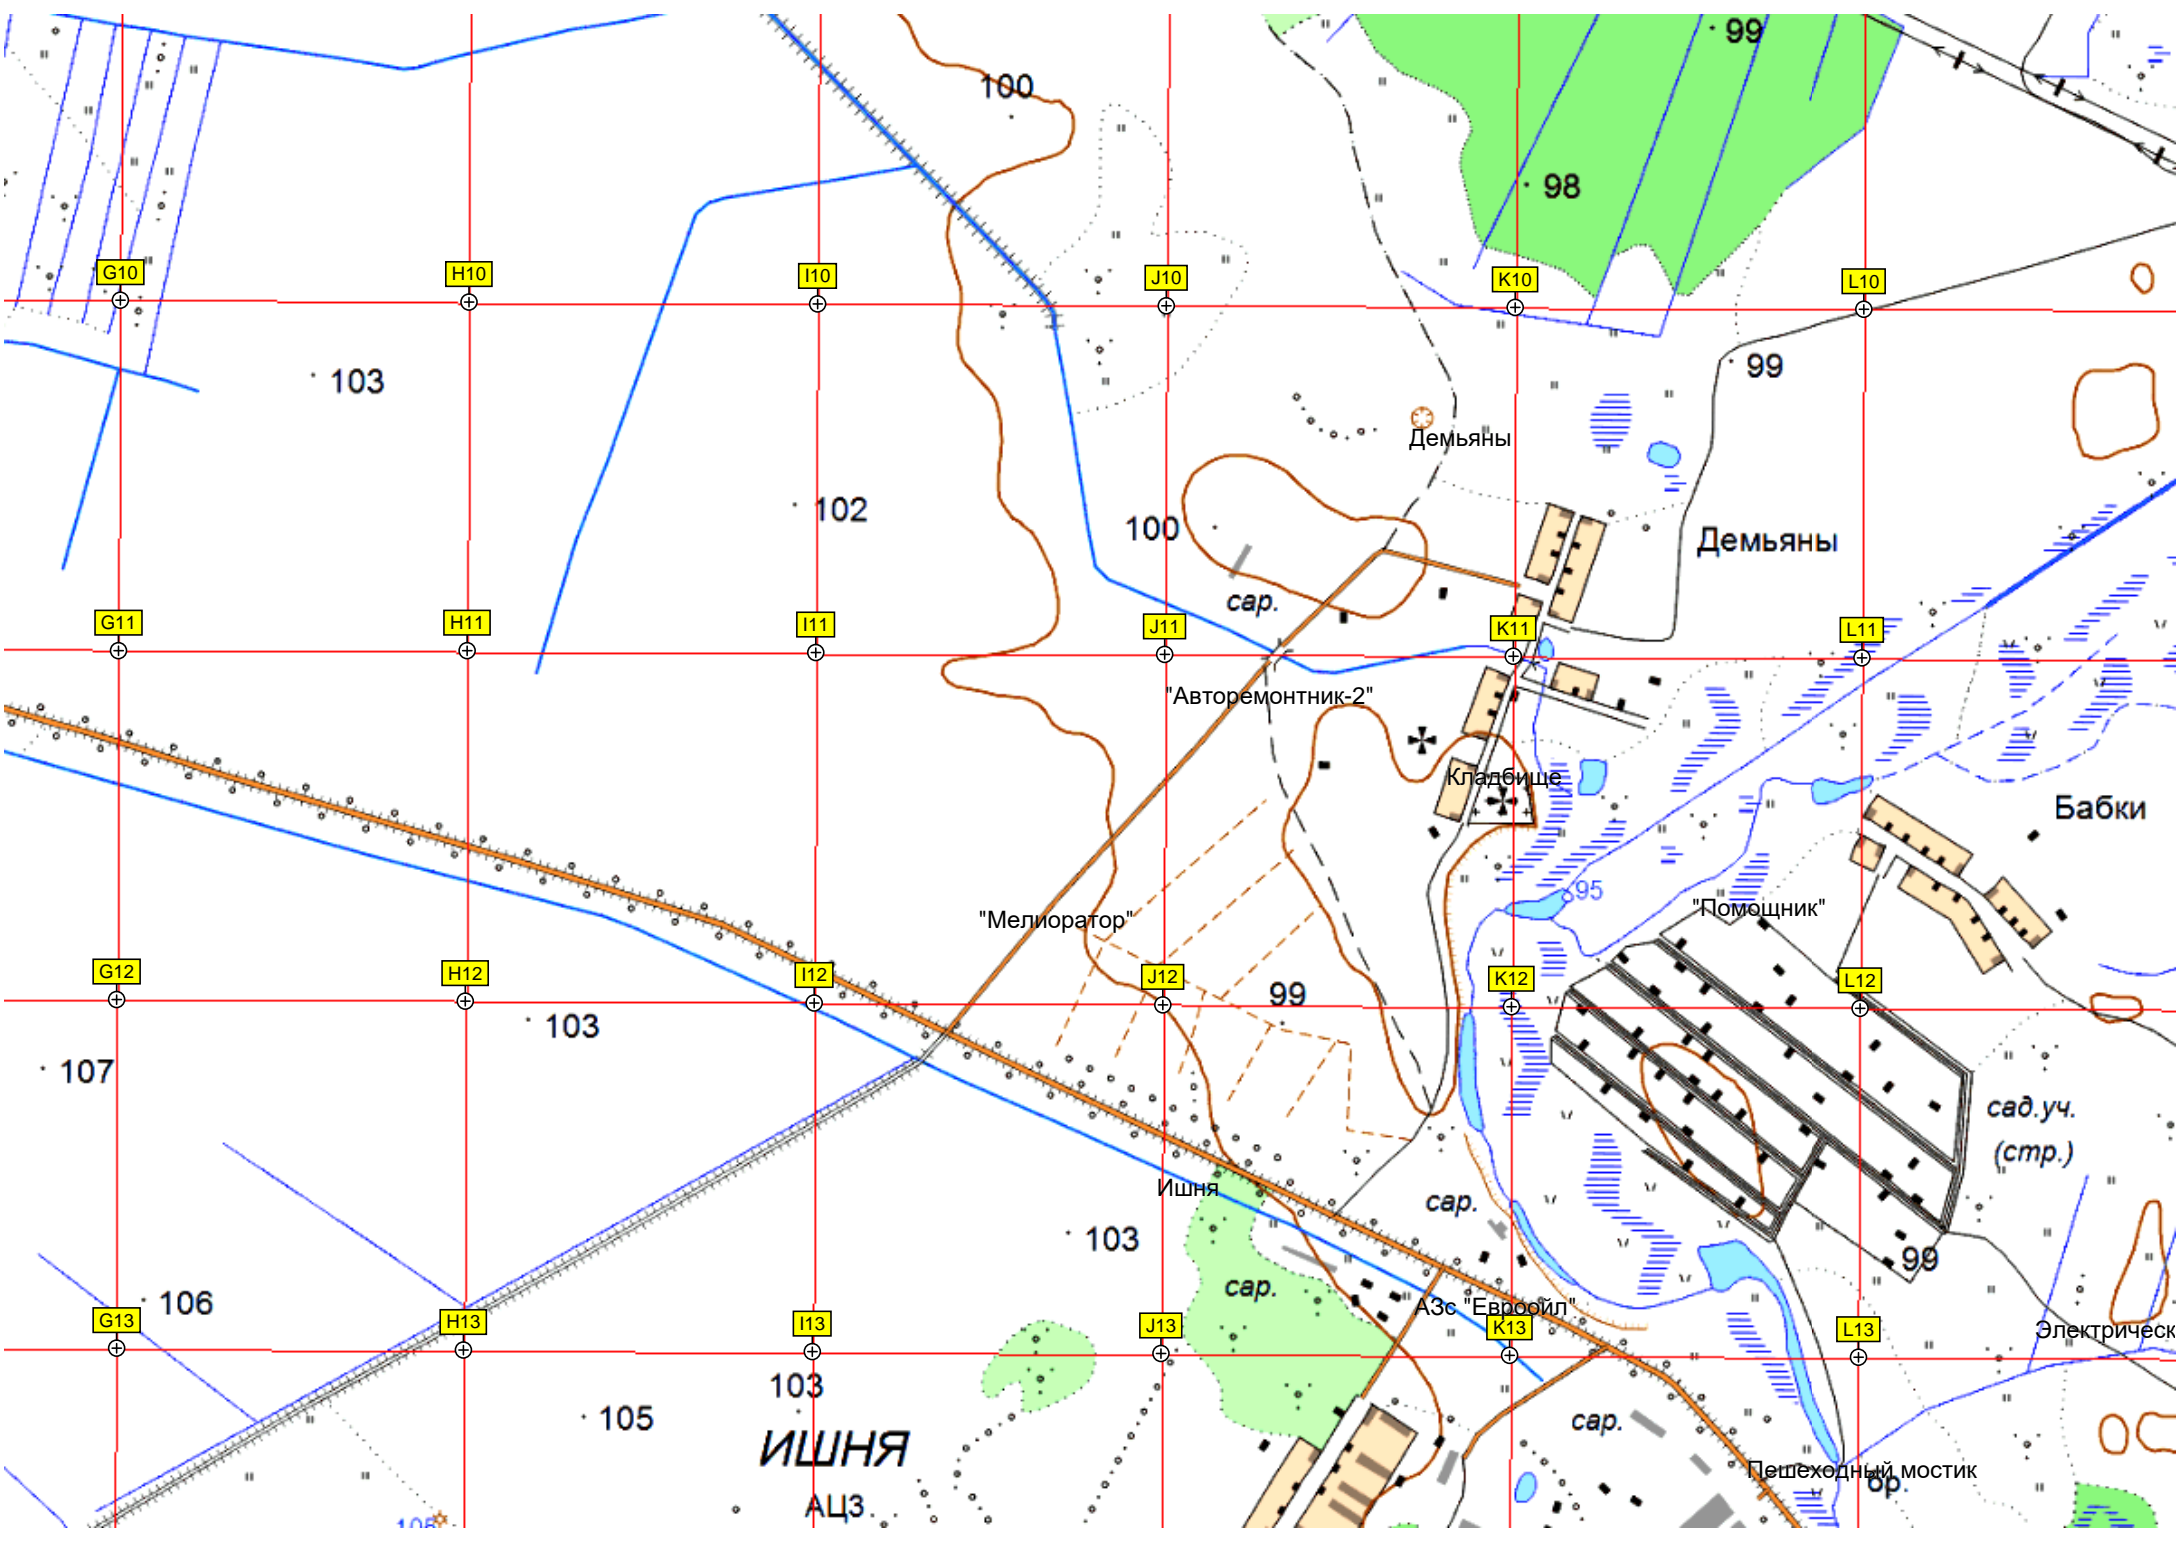 99
100
98
G10
H10
I10
J10
K10
L10
103
99
Демьяны
102
100
Демьяны
сар.
G11
H11
I11
J11
K11
L11
"Авторемонтник-2"
Кладбище
Бабки
95
"Мелиоратор"
"Помощник"
G12
H12
I12
J12
K12
L12
99
103
107
сад.уч.
(стр.)
Ишня
сар.
103
99
сар.
106
АЗс "Евроойл"
G13
H13
I13
J13
K13
L13
Электрическ
103
105
сар.
ИШНЯ
Пешеходный мостик
бр.
АЦЗ.
105